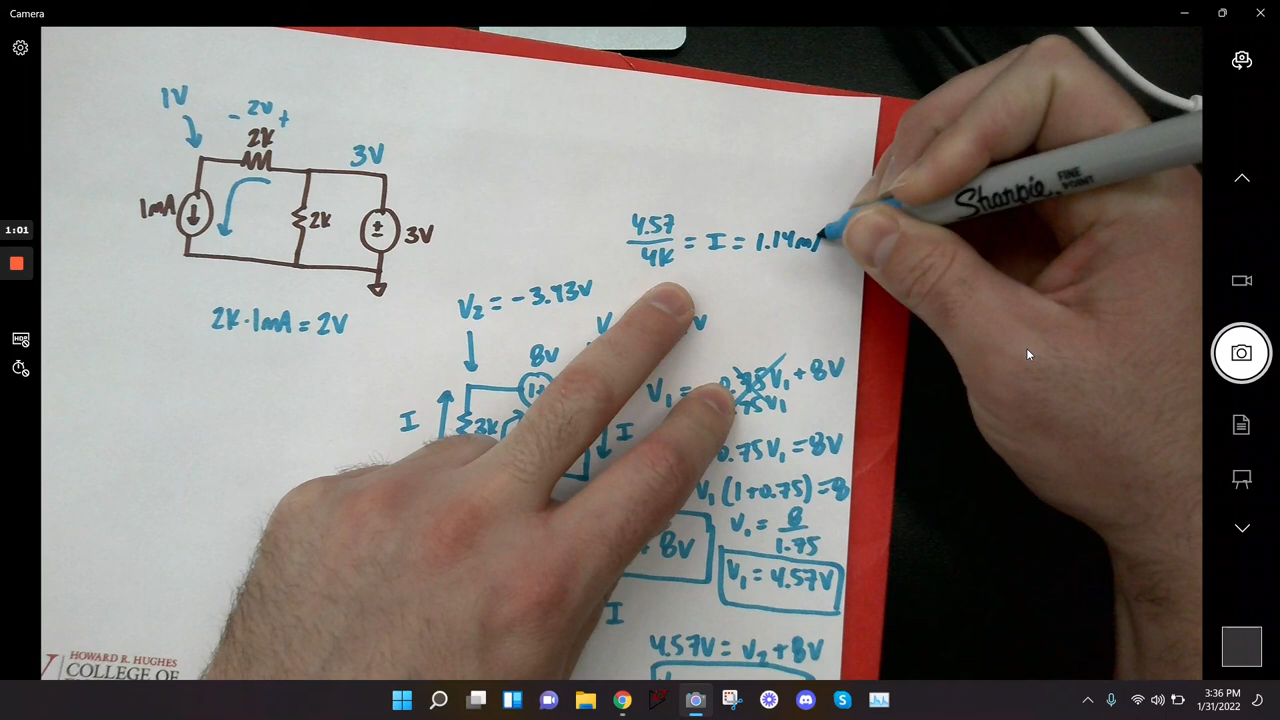 Camera
1:01
1V
- 2V +
2K
3V
1mA
2K
3V
2K·1mA = 2V
4.57
4K
= I = 1.14m
V₂ = -3.43V
8V
I
3K
I
V₁ =
V₁ + 8V
.75V₁
0.75V₁ = 8V
V₁(1+0.75) = 8
V₁ = 8
1.75
+ 8V
V₁ = 4.57V
I
4.57V = V₂ + 8V
HOWARD R. HUGHES
COLLEGE OF
Sharpie
FINE
POINT
3:36 PM
1/31/2022